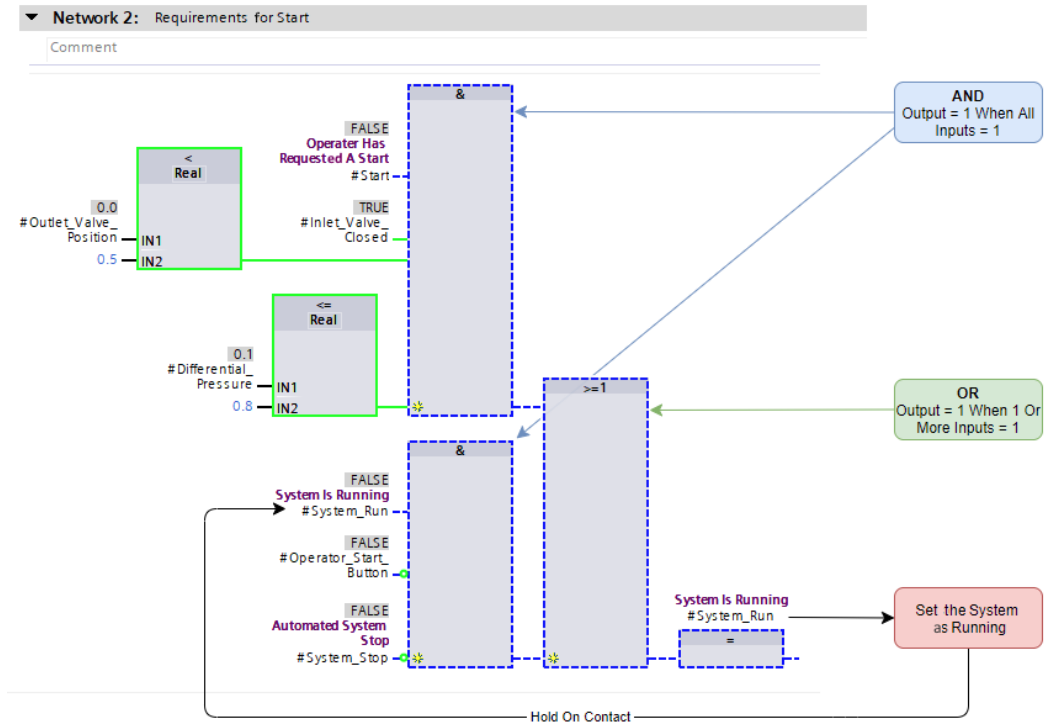 Network 2: Requirements for Start
Comment
&
AND
Output = 1 When All
Inputs = 1
FALSE
Operater Has
Requested A Start
#Start
<
Real
0.0
#Outlet_Valve_
Position
IN1
0.5
IN2
TRUE
#Inlet_Valve_
Closed
<=
Real
0.1
#Differential_
Pressure
IN1
0.8
IN2
>=1
OR
Output = 1 When 1 Or
More Inputs = 1
&
FALSE
System Is Running
#System_Run
FALSE
#Operator_Start_
Button
FALSE
Automated System
Stop
#System_Stop
System Is Running
#System_Run
=
Set the System
as Running
Hold On Contact